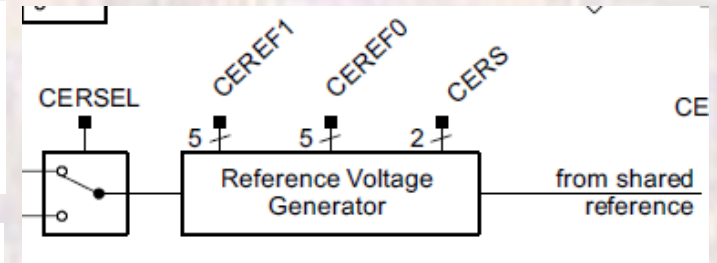 CEREF1
CEREF0
CERS
CERSEL
CE
5
5
2
Reference Voltage
Generator
from shared
reference